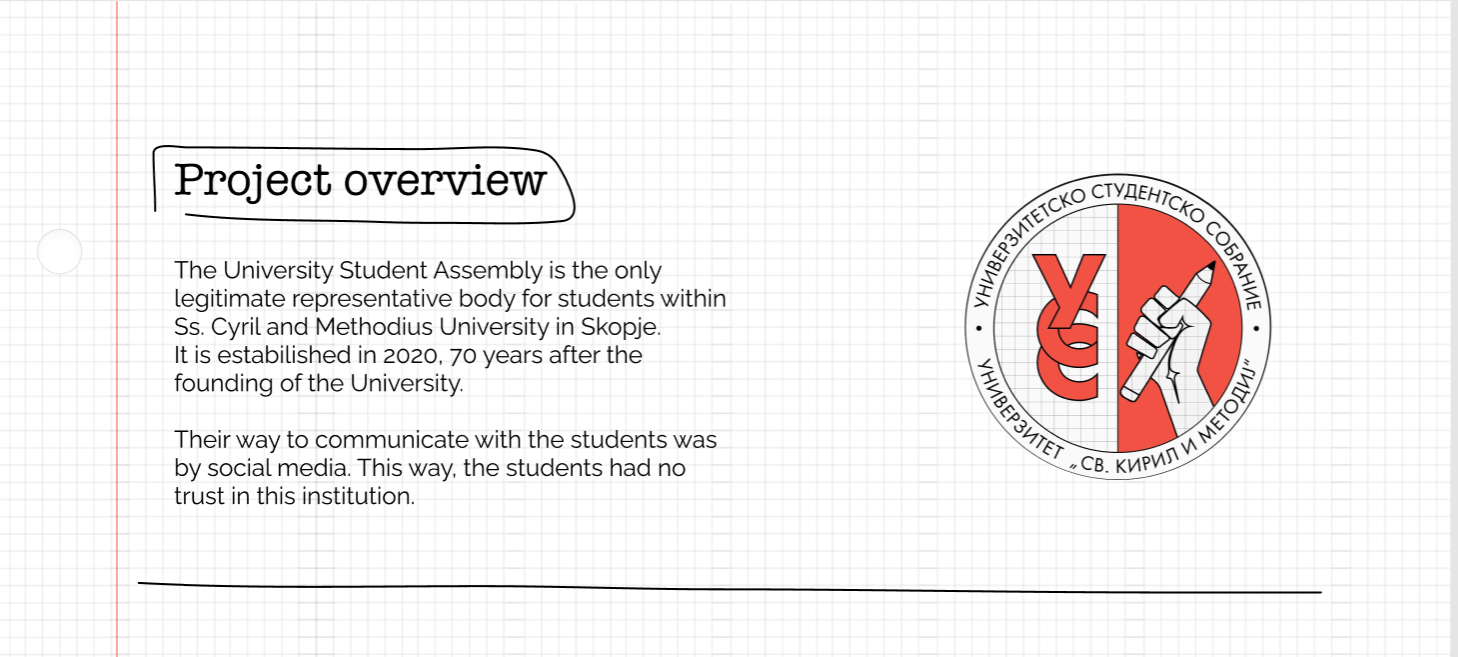 Project overview
The University Student Assembly is the only
legitimate representative body for students within
Ss. Cyril and Methodius University in Skopje.
It is estabilished in 2020, 70 years after the
founding of the University.
Their way to communicate with the students was
by social media. This way, the students had no
trust in this institution.
• УНИВЕРЗИТЕТСКО СТУДЕНТСКО СОБРАНИЕ •
УСС
УНИВЕРЗИТЕТ „СВ. КИРИЛ И МЕТОДИЈ”